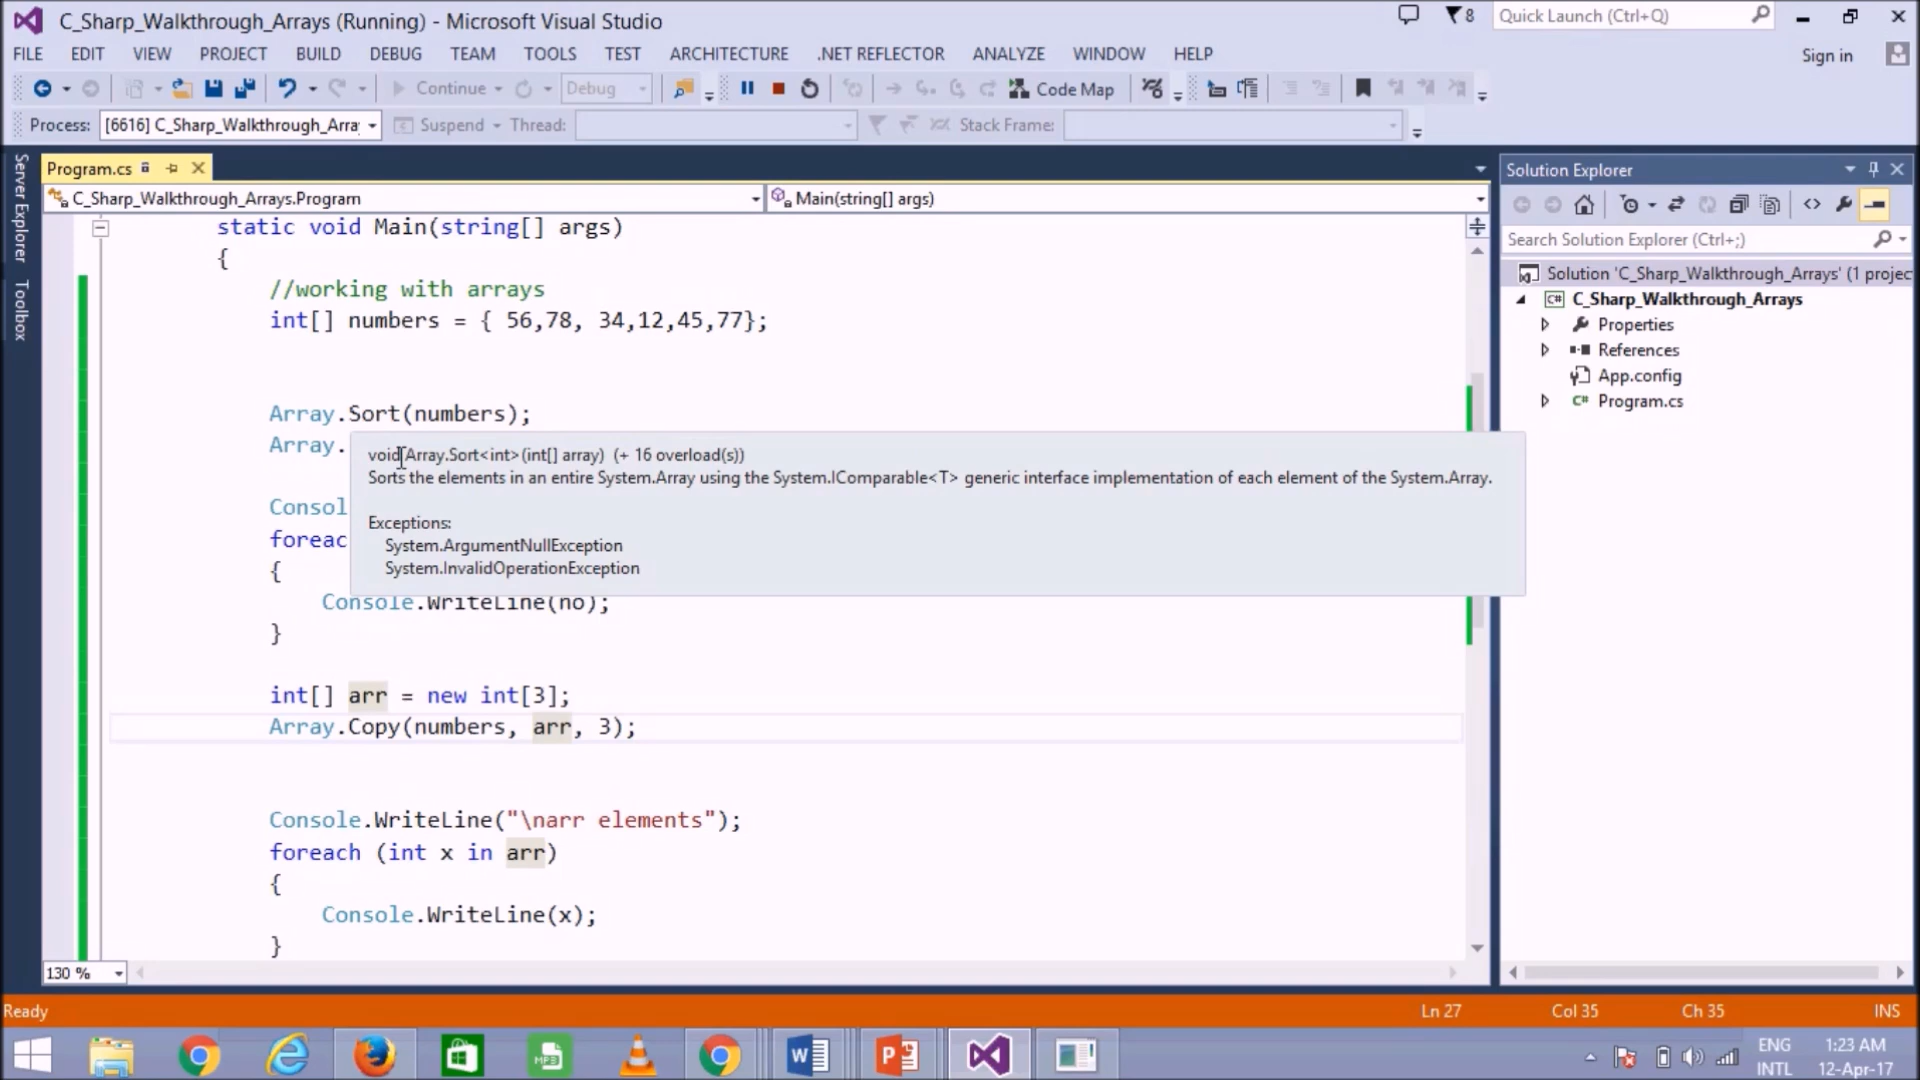 C_Sharp_Walkthrough_Arrays (Running) - Microsoft Visual Studio
8
Quick Launch (Ctrl+Q)
FILE EDIT VIEW PROJECT BUILD DEBUG TEAM TOOLS TEST ARCHITECTURE .NET REFLECTOR ANALYZE WINDOW HELP
Sign in
Continue Debug Code Map
Process: [6616] C_Sharp_Walkthrough_Arra Suspend Thread: Stack Frame:
Server Explorer
Toolbox
Program.cs
C_Sharp_Walkthrough_Arrays.Program
Main(string[] args)
static void Main(string[] args)
{
//working with arrays
int[] numbers = { 56,78, 34,12,45,77};
Array.Sort(numbers);
Array.
void Array.Sort<int>(int[] array) (+ 16 overload(s))
Sorts the elements in an entire System.Array using the System.IComparable<T> generic interface implementation of each element of the System.Array.
Consol
Exceptions:
foreac
System.ArgumentNullException
System.InvalidOperationException
{
Console.WriteLine(no);
}
int[] arr = new int[3];
Array.Copy(numbers, arr, 3);
Console.WriteLine("\narr elements");
foreach (int x in arr)
{
Console.WriteLine(x);
}
130 %
Solution Explorer
Search Solution Explorer (Ctrl+;)
Solution 'C_Sharp_Walkthrough_Arrays' (1 projec
C# C_Sharp_Walkthrough_Arrays
Properties
References
App.config
C# Program.cs
Ready
Ln 27
Col 35
Ch 35
INS
ENG
INTL
1:23 AM
12-Apr-17